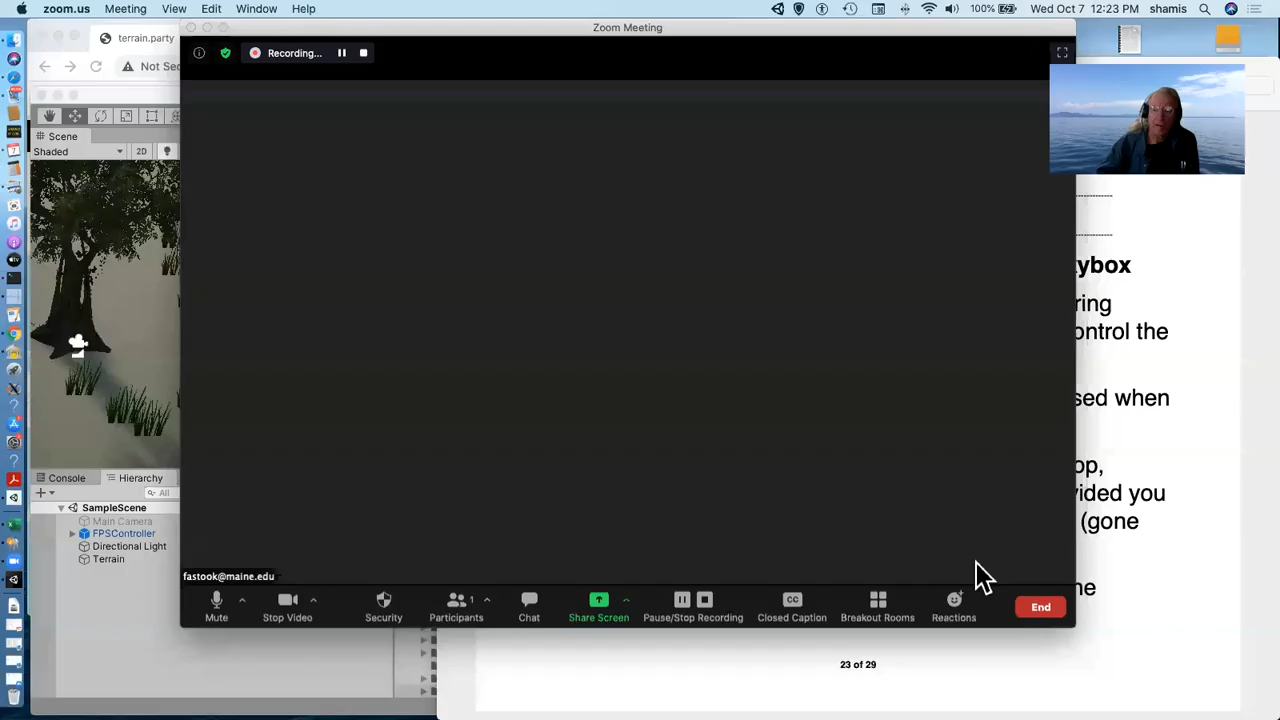 zoom.us Meeting View Edit Window Help 100% Wed Oct 7 12:23 PM shamis
terrain.party
Zoom Meeting
Not Sec
Recording...
Scene
Shaded 2D
ybox
ring
ontrol the
sed when
op,
vided you
(gone
ne
Console Hierarchy
All
SampleScene
Main Camera
FPSController
Directional Light
Terrain
fastook@maine.edu
Mute Stop Video Security Participants 1 Chat Share Screen Pause/Stop Recording CC Closed Caption Breakout Rooms Reactions End
23 of 29